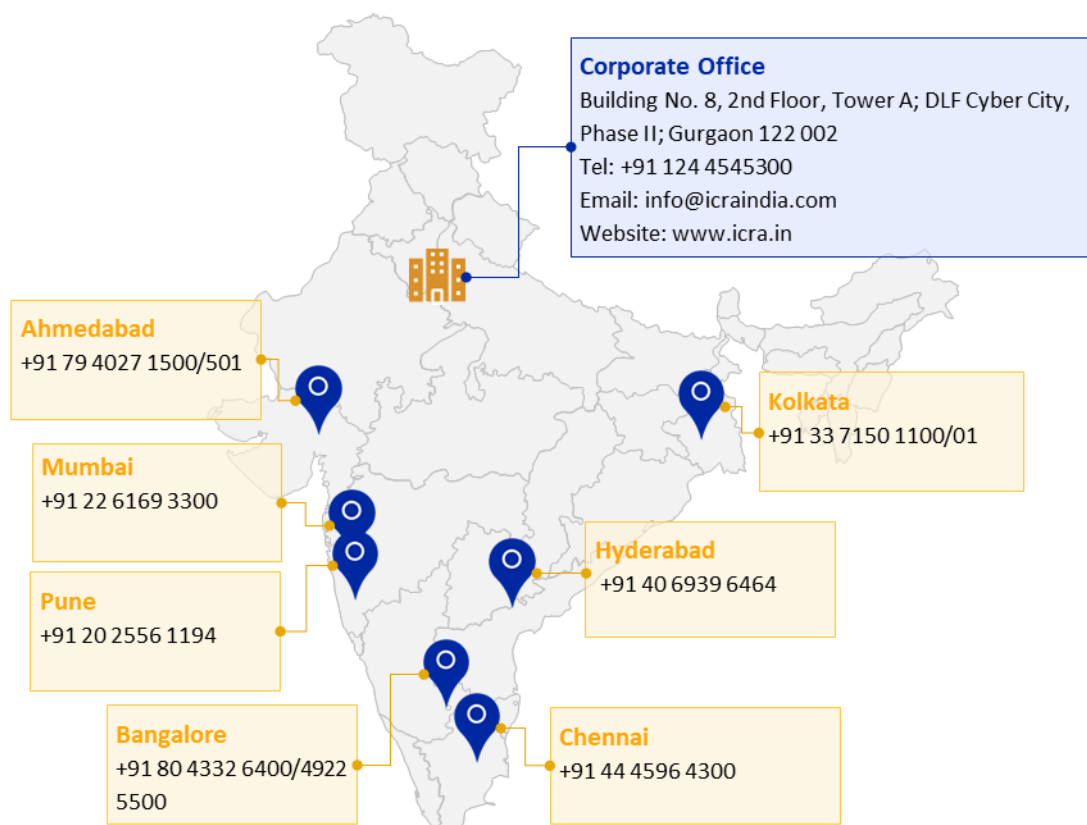 Corporate Office
Building No. 8, 2nd Floor, Tower A; DLF Cyber City,
Phase II; Gurgaon 122 002
Tel: +91 124 4545300
Email: info@icraindia.com
Website: www.icra.in
Ahmedabad
+91 79 4027 1500/501
Kolkata
+91 33 7150 1100/01
Mumbai
+91 22 6169 3300
Hyderabad
+91 40 6939 6464
Pune
+91 20 2556 1194
Bangalore
+91 80 4332 6400/4922
5500
Chennai
+91 44 4596 4300